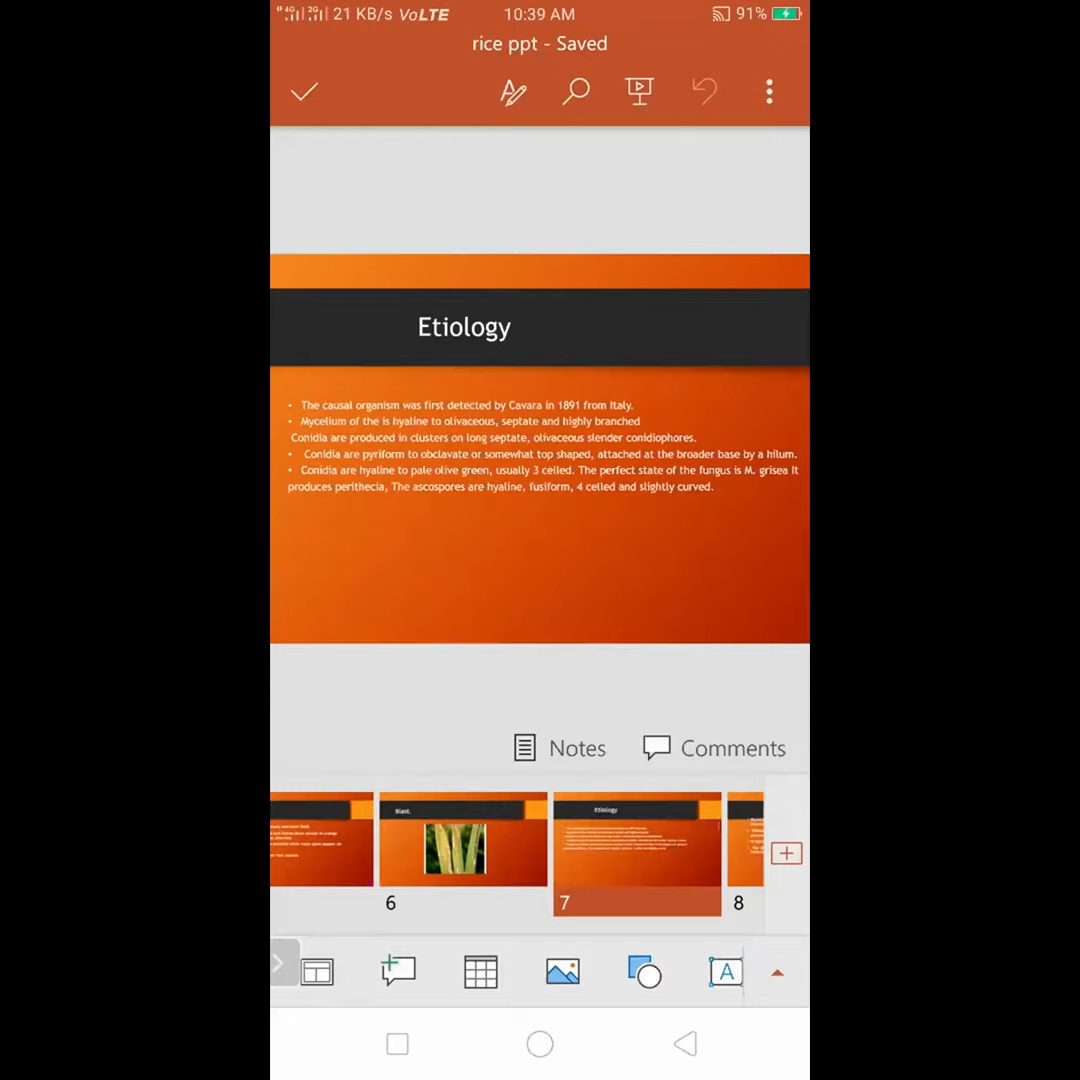 4G 2G 21 KB/s VoLTE 10:39 AM 91%
rice ppt - Saved
Etiology
• The causal organism was first detected by Cavara in 1891 from Italy.
• Mycelium of the is hyaline to olivaceous, septate and highly branched
Conidia are produced in clusters on long septate, olivaceous slender conidiophores.
• Conidia are pyriform to obclavate or somewhat top shaped, attached at the broader base by a hilum.
• Conidia are hyaline to pale olive green, usually 3 celled. The perfect state of the fungus is M. grisea It
produces perithecia, The ascospores are hyaline, fusiform, 4 celled and slightly curved.
Notes Comments
Blast.
Etiology
6 7 8
A